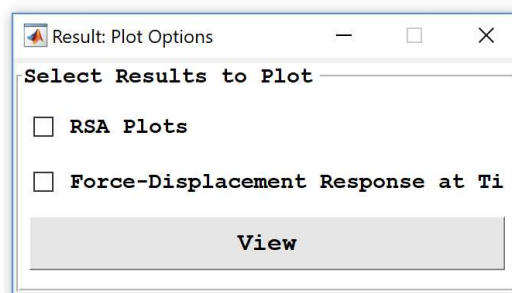 Result: Plot Options
Select Results to Plot
RSA Plots
Force-Displacement Response at Ti
View